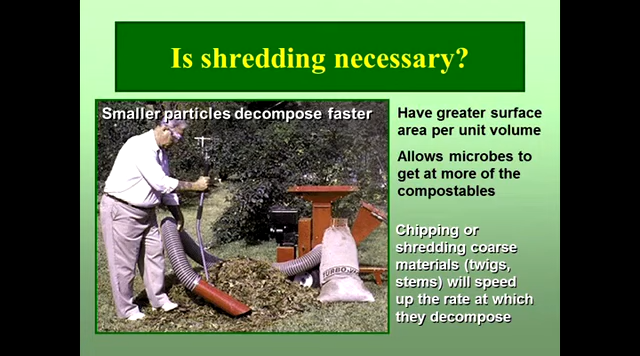 Is shredding necessary?
Smaller particles decompose faster
Have greater surface
area per unit volume
Allows microbes to
get at more of the
compostables
Chipping or
shredding coarse
materials (twigs,
stems) will speed
up the rate at which
they decompose